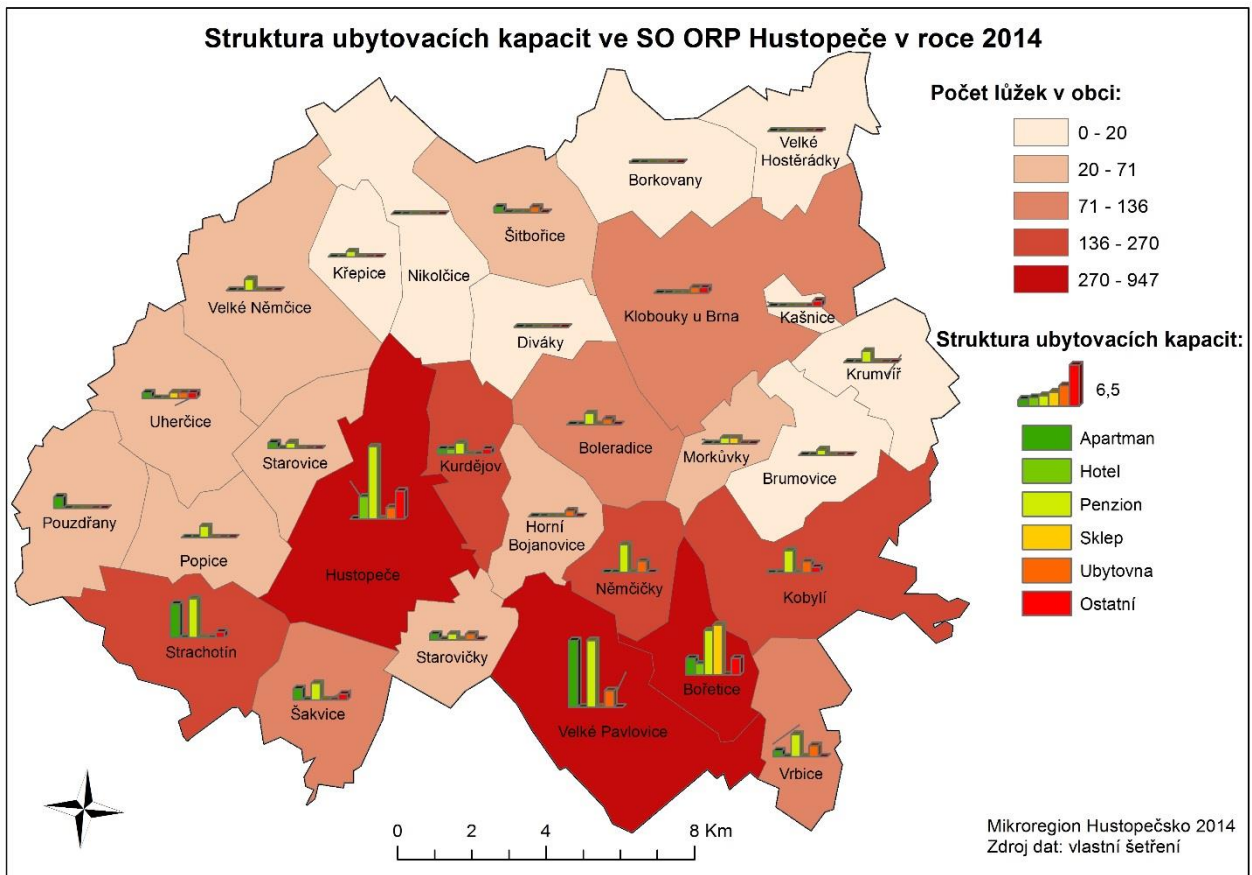 Struktura ubytovacích kapacit ve SO ORP Hustopeče v roce 2014
Počet lůžek v obci:
0 - 20
20 - 71
71 - 136
136 - 270
270 - 947
Struktura ubytovacích kapacit:
6,5
Apartman
Hotel
Penzion
Sklep
Ubytovna
Ostatní
Velké
Hostěrádky
Borkovany
Šitbořice
Křepice
Nikolčice
Velké Němčice
Klobouky u Brna
Kašnice
Diváky
Krumvíř
Uherčice
Starovice
Kurdějov
Boleradice
Morkůvky
Brumovice
Pouzdřany
Popice
Horní
Bojanovice
Hustopeče
Němčičky
Kobylí
Strachotín
Starovičky
Bořetice
Šakvice
Velké Pavlovice
Vrbice
0 2 4 8 Km
Mikroregion Hustopečsko 2014
Zdroj dat: vlastní šetření